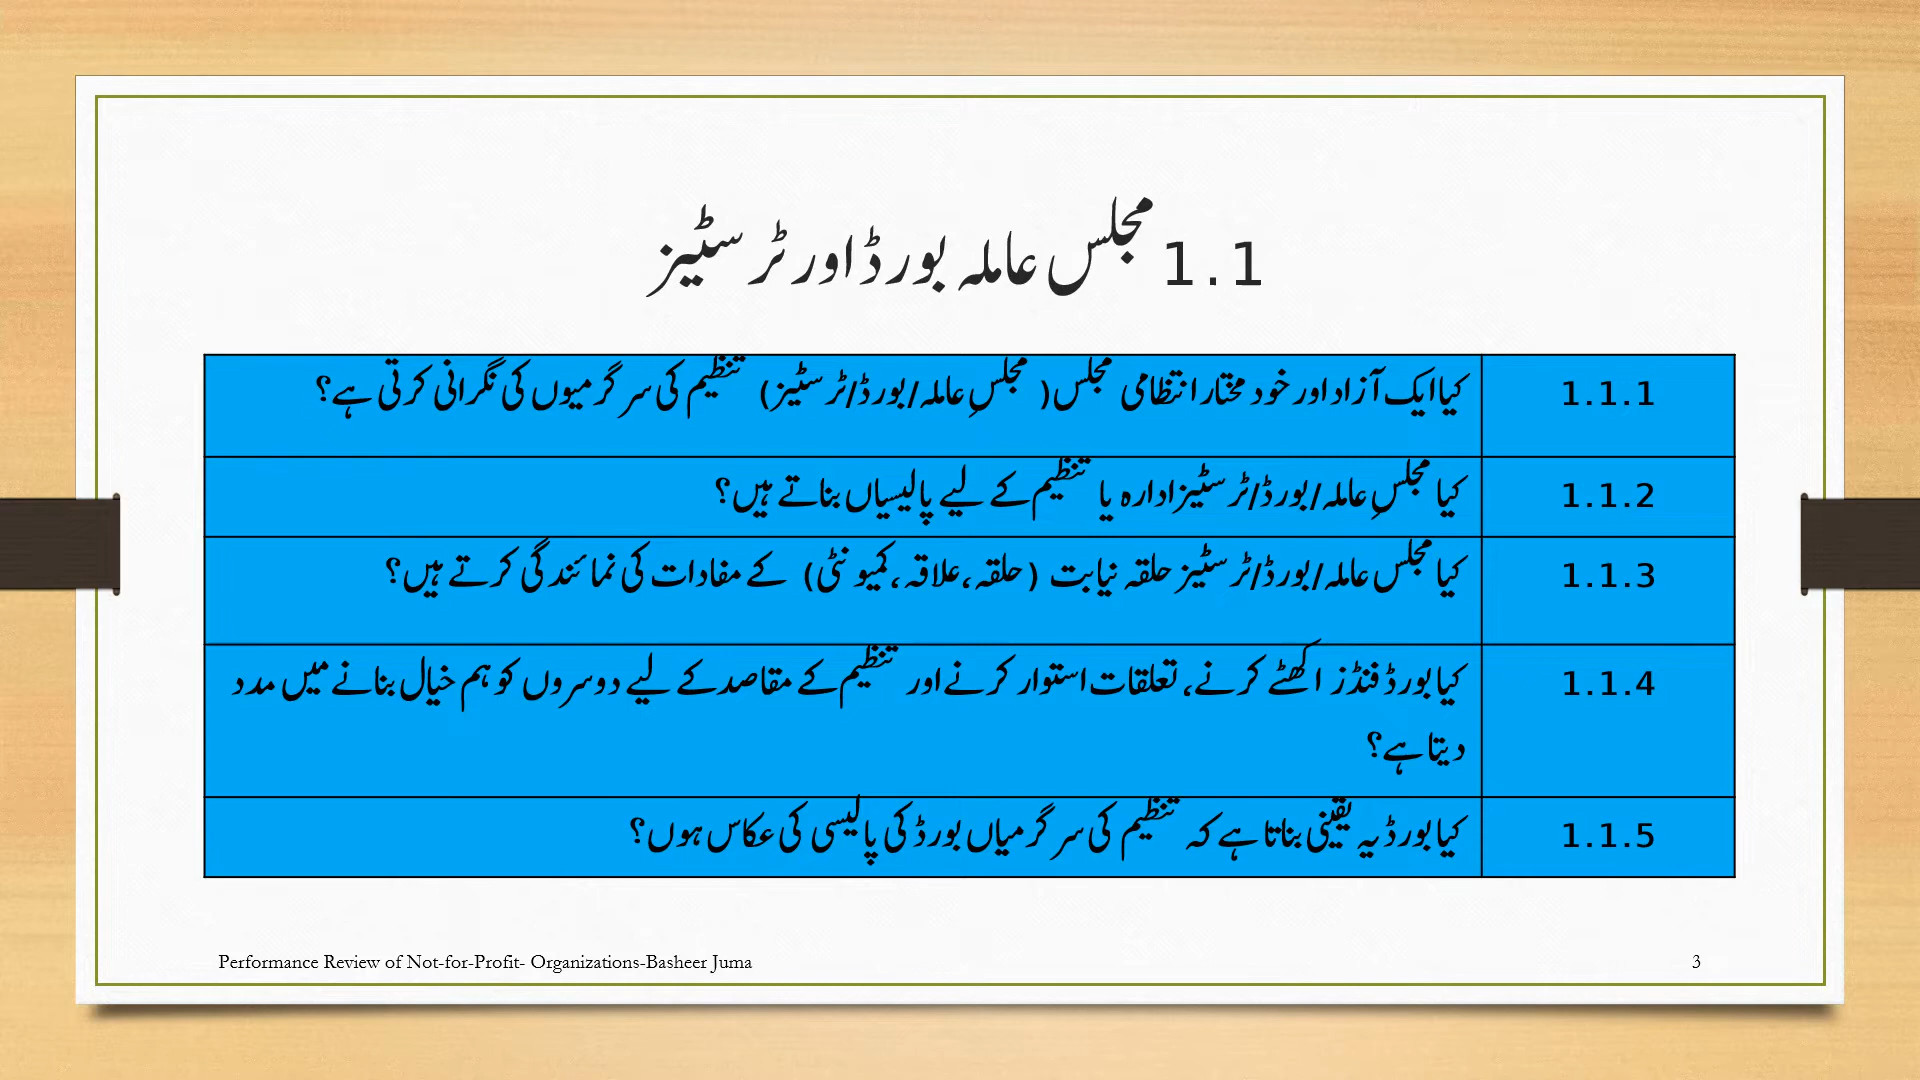 1.1 مجلس عاملہ بورڈ اور ٹرسٹیز
1.1.1 کیا ایک آزاد اور خود مختار انتظامی مجلس( مجلسِ عاملہ/بورڈ/ٹرسٹیز) تنظیم کی سرگرمیوں کی نگرانی کرتی ہے؟
1.1.2 کیا مجلسِ عاملہ/بورڈ/ٹرسٹیز ادارہ یا تنظیم کے لیے پالیسیاں بناتے ہیں؟
1.1.3 کیا مجلس عاملہ/بورڈ/ٹرسٹیز حلقہ نیابت (حلقہ،علاقہ،کمیونٹی) کے مفادات کی نمائندگی کرتے ہیں؟
1.1.4 کیا بورڈ فنڈز اکھٹے کرنے، تعلقات استوار کرنے اور تنظیم کے مقاصد کے لیے دوسروں کو ہم خیال بنانے میں مدد
دیتا ہے؟
1.1.5 کیا بورڈ یہ یقینی بناتا ہے کہ تنظیم کی سرگرمیاں بورڈ کی پالیسی کی عکاس ہوں؟
Performance Review of Not-for-Profit- Organizations-Basheer Juma 3